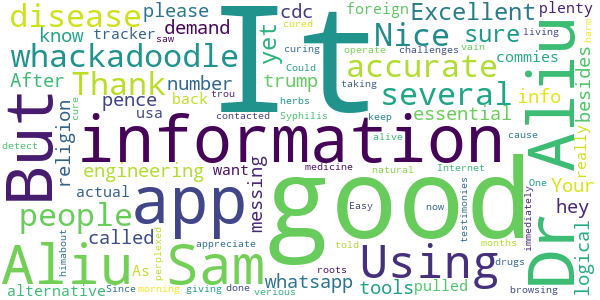 disease please cdc foreign Excellent plenty
know tracker demand Nice sure
whackadoodle yet commies
After number trump accurate info besides
Thank pence back several
religion usa essential
But information It Aliu
engineering want actual messing Your really
app good Dr
people called hey
Aliu Sam Using logical
As whatsapp tools pulled
alternative
cured saw curing Could operate challenges vain living harm
herbs taking trou
contacted Syphilis keep cause
detect cure alive natural Internet One
medicine Easy now testimonies immediately
himabout Since perplexed appreciate told months drugs
morning giving done verious roots browsing